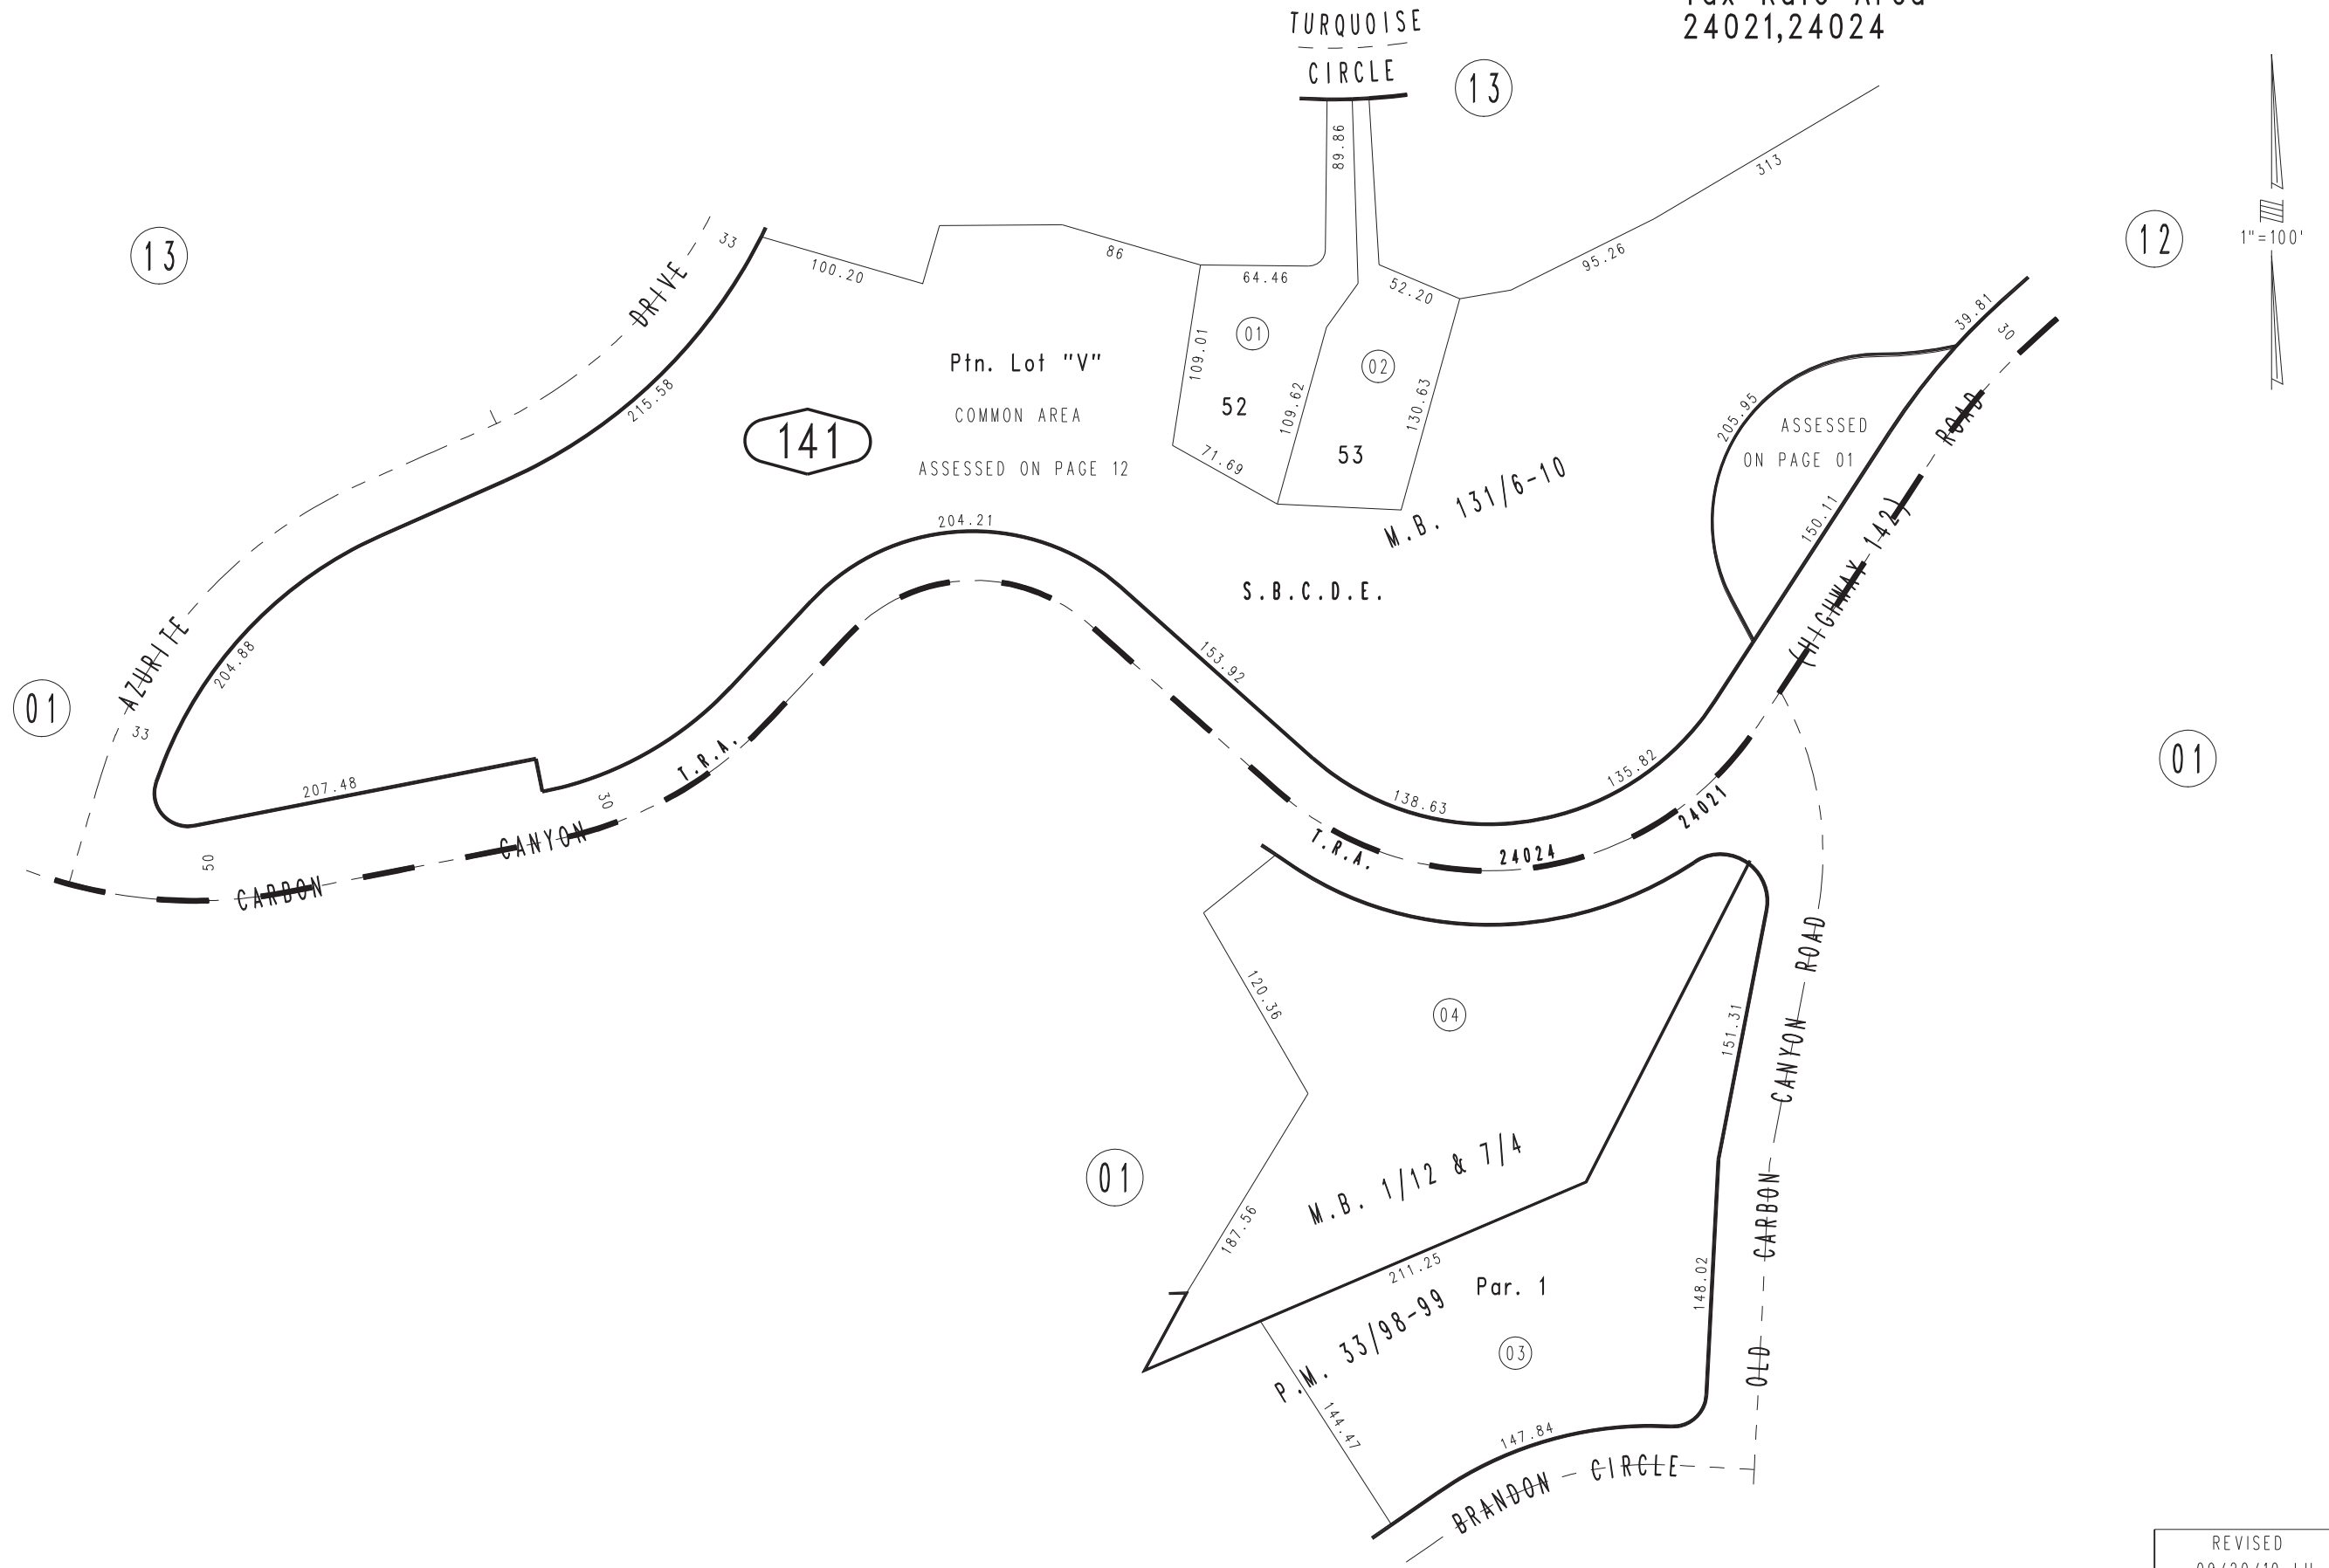 Tax Rate Area
24021,24024
TURQUOISE
CIRCLE
13
89.86
313
13
33
DRIVE
100.20
86
64.46
52.20
95.26
12
1"=100'
39.81
30
ROAD
01
02
109.01
109.62
130.63
52
53
71.69
Ptn. Lot "V"
COMMON AREA
ASSESSED ON PAGE 12
141
215.58
205.95
ASSESSED
ON PAGE 01
150.11
(HIGHWAY 142)
M.B. 131/6-10
S.B.C.D.E.
204.21
153.92
AZURITE
204.88
01
33
207.48
30
T.R.A.
50
CARBON
CANYON
138.63
135.82
T.R.A.
24024
24021
01
120.36
04
151.31
OLD CARBON CANYON ROAD
01
M.B. 1/12 & 7/4
187.56
211.25
Par. 1
P.M. 33/98-99
03
148.02
144.47
147.84
BRANDON CIRCLE
REVISED